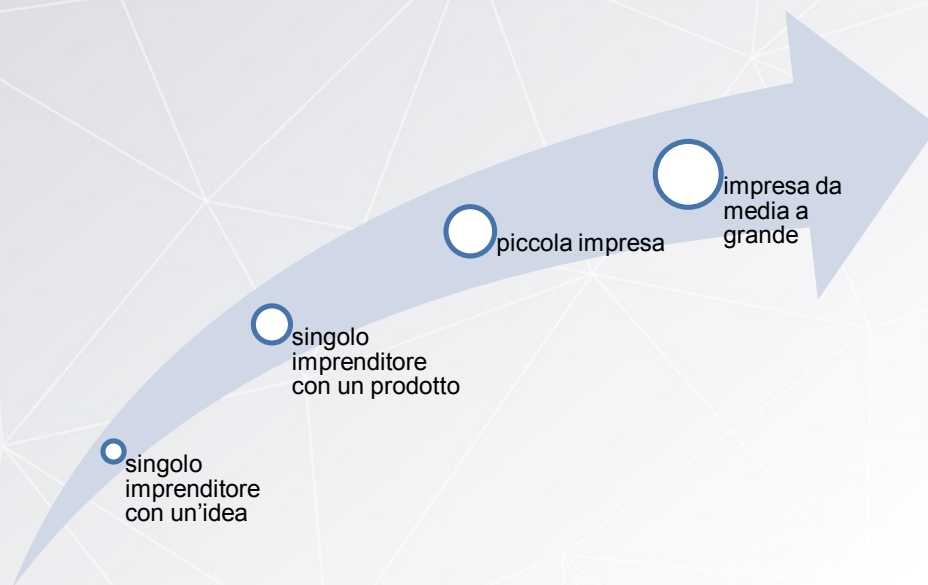 singolo
imprenditore
con un'idea
singolo
imprenditore
con un prodotto
piccola impresa
impresa da
media a
grande